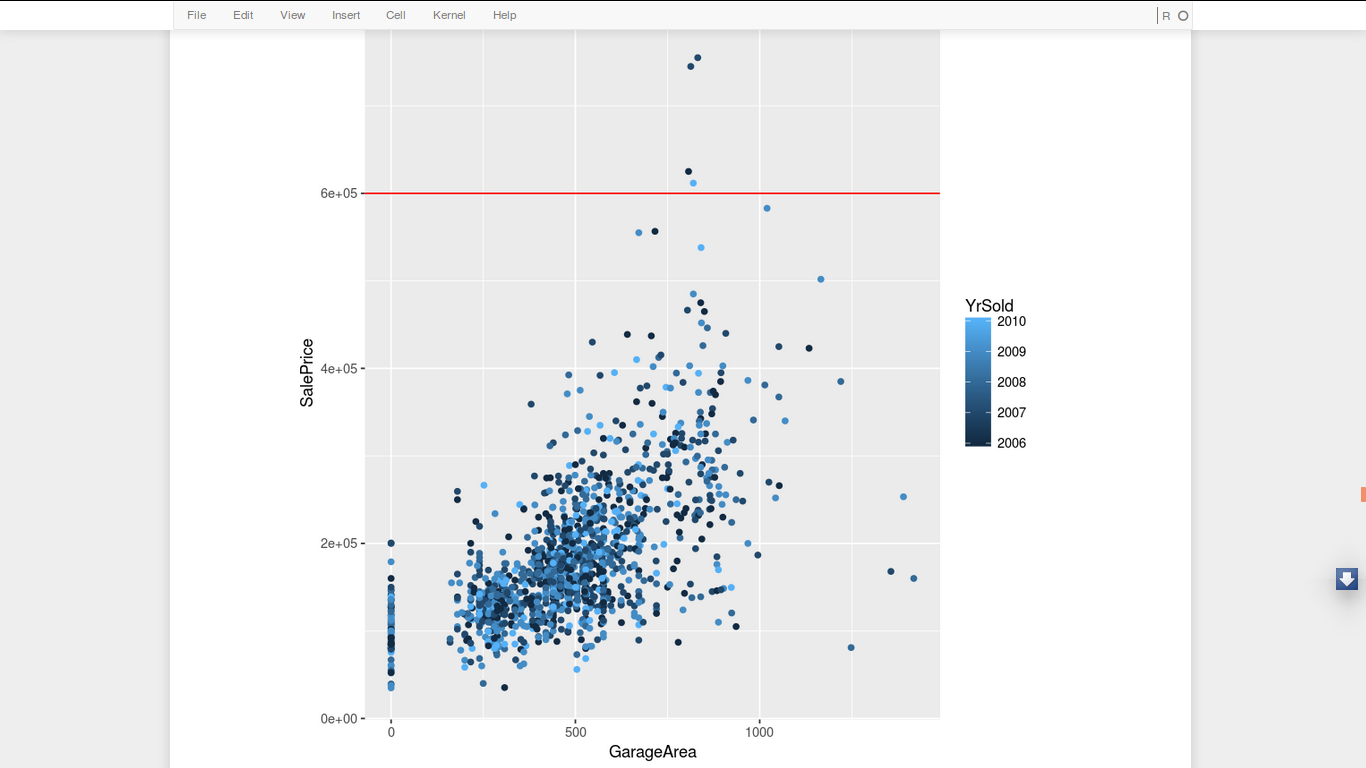 File Edit View Insert Cell Kernel Help R
6e+05
SalePrice
4e+05
2e+05
0e+00
0 500 1000
GarageArea
YrSold
2010
2009
2008
2007
2006